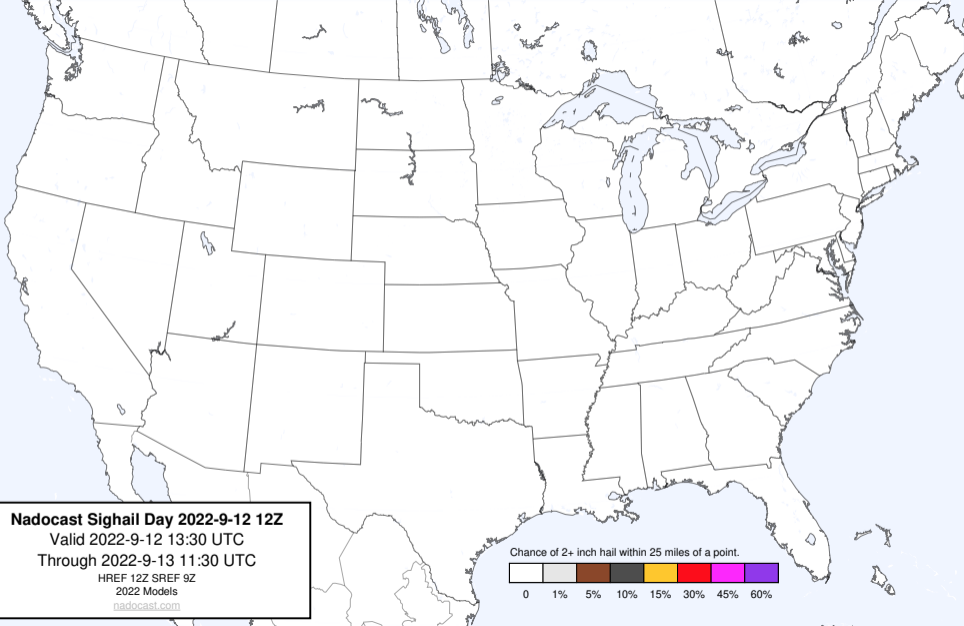 Nadocast Sighail Day 2022-9-12 12Z
Valid 2022-9-12 13:30 UTC
Through 2022-9-13 11:30 UTC
HREF 12Z SREF 9Z
2022 Models
nadocast.com
Chance of 2+ inch hail within 25 miles of a point.
0 1% 5% 10% 15% 30% 45% 60%